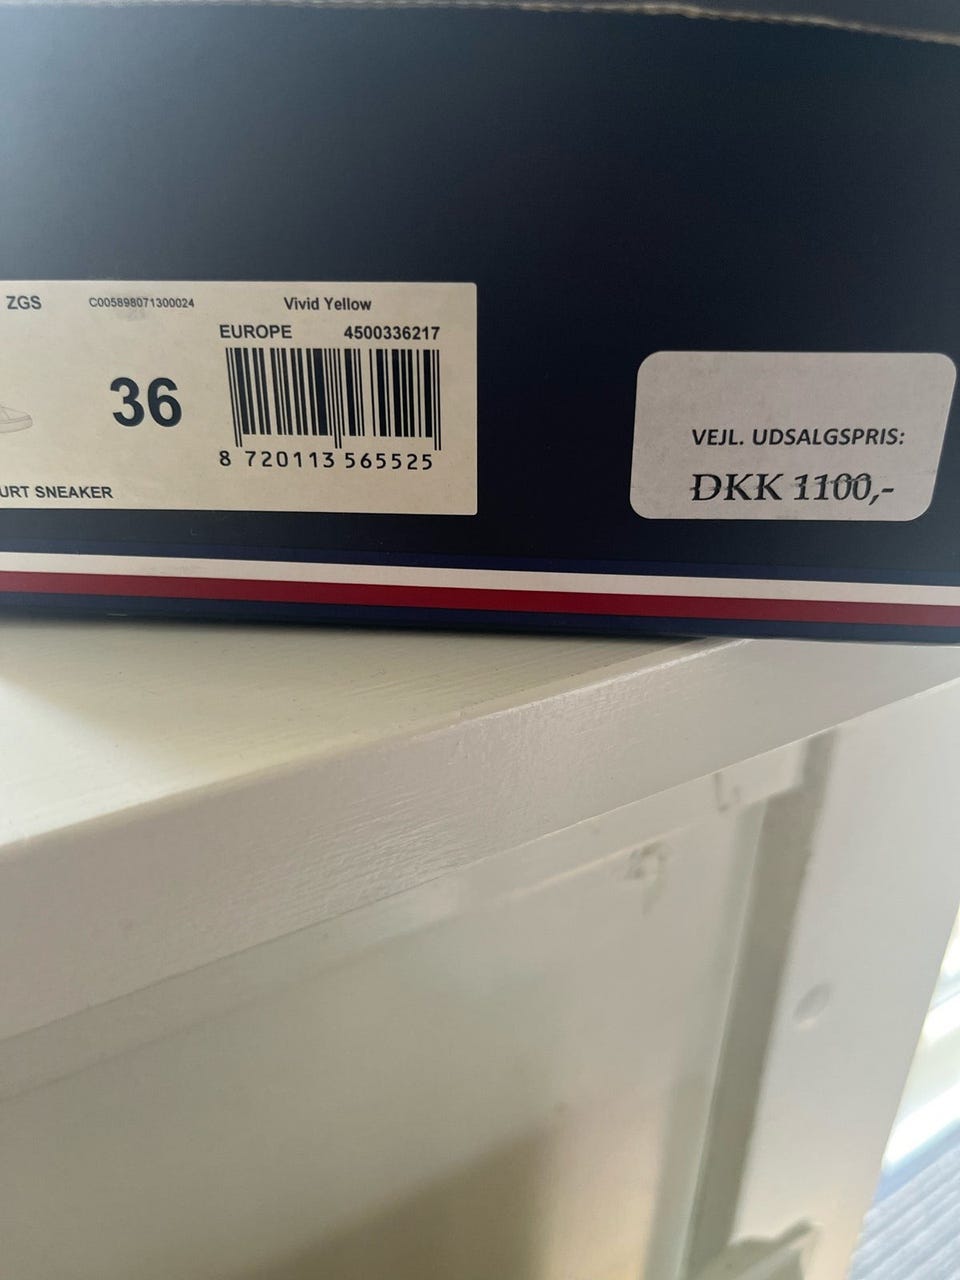 ZGS C005898071300024 Vivid Yellow
EUROPE 4500336217
36
8 720113 565525
URT SNEAKER
VEJL. UDSALGSPRIS:
DKK 1100,-